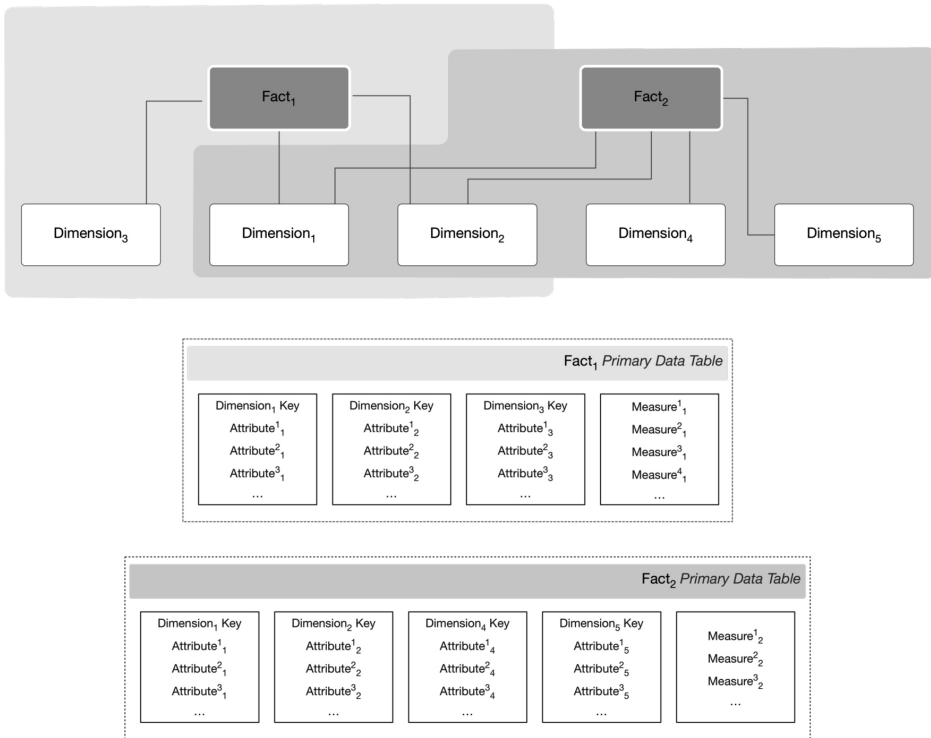 Fact₁
Fact₂
Dimension₃
Dimension₁
Dimension₂
Dimension₄
Dimension₅
Fact₁ Primary Data Table
Dimension₁ Key
Attribute¹₁
Attribute²₁
Attribute³₁
...
Dimension₂ Key
Attribute¹₂
Attribute²₂
Attribute³₂
...
Dimension₃ Key
Attribute¹₃
Attribute²₃
Attribute³₃
...
Measure¹₁
Measure²₁
Measure³₁
Measure⁴₁
...
Fact₂ Primary Data Table
Dimension₁ Key
Attribute¹₁
Attribute²₁
Attribute³₁
...
Dimension₂ Key
Attribute¹₂
Attribute²₂
Attribute³₂
...
Dimension₄ Key
Attribute¹₄
Attribute²₄
Attribute³₄
...
Dimension₅ Key
Attribute¹₅
Attribute²₅
Attribute³₅
...
Measure¹₂
Measure²₂
Measure³₂
...